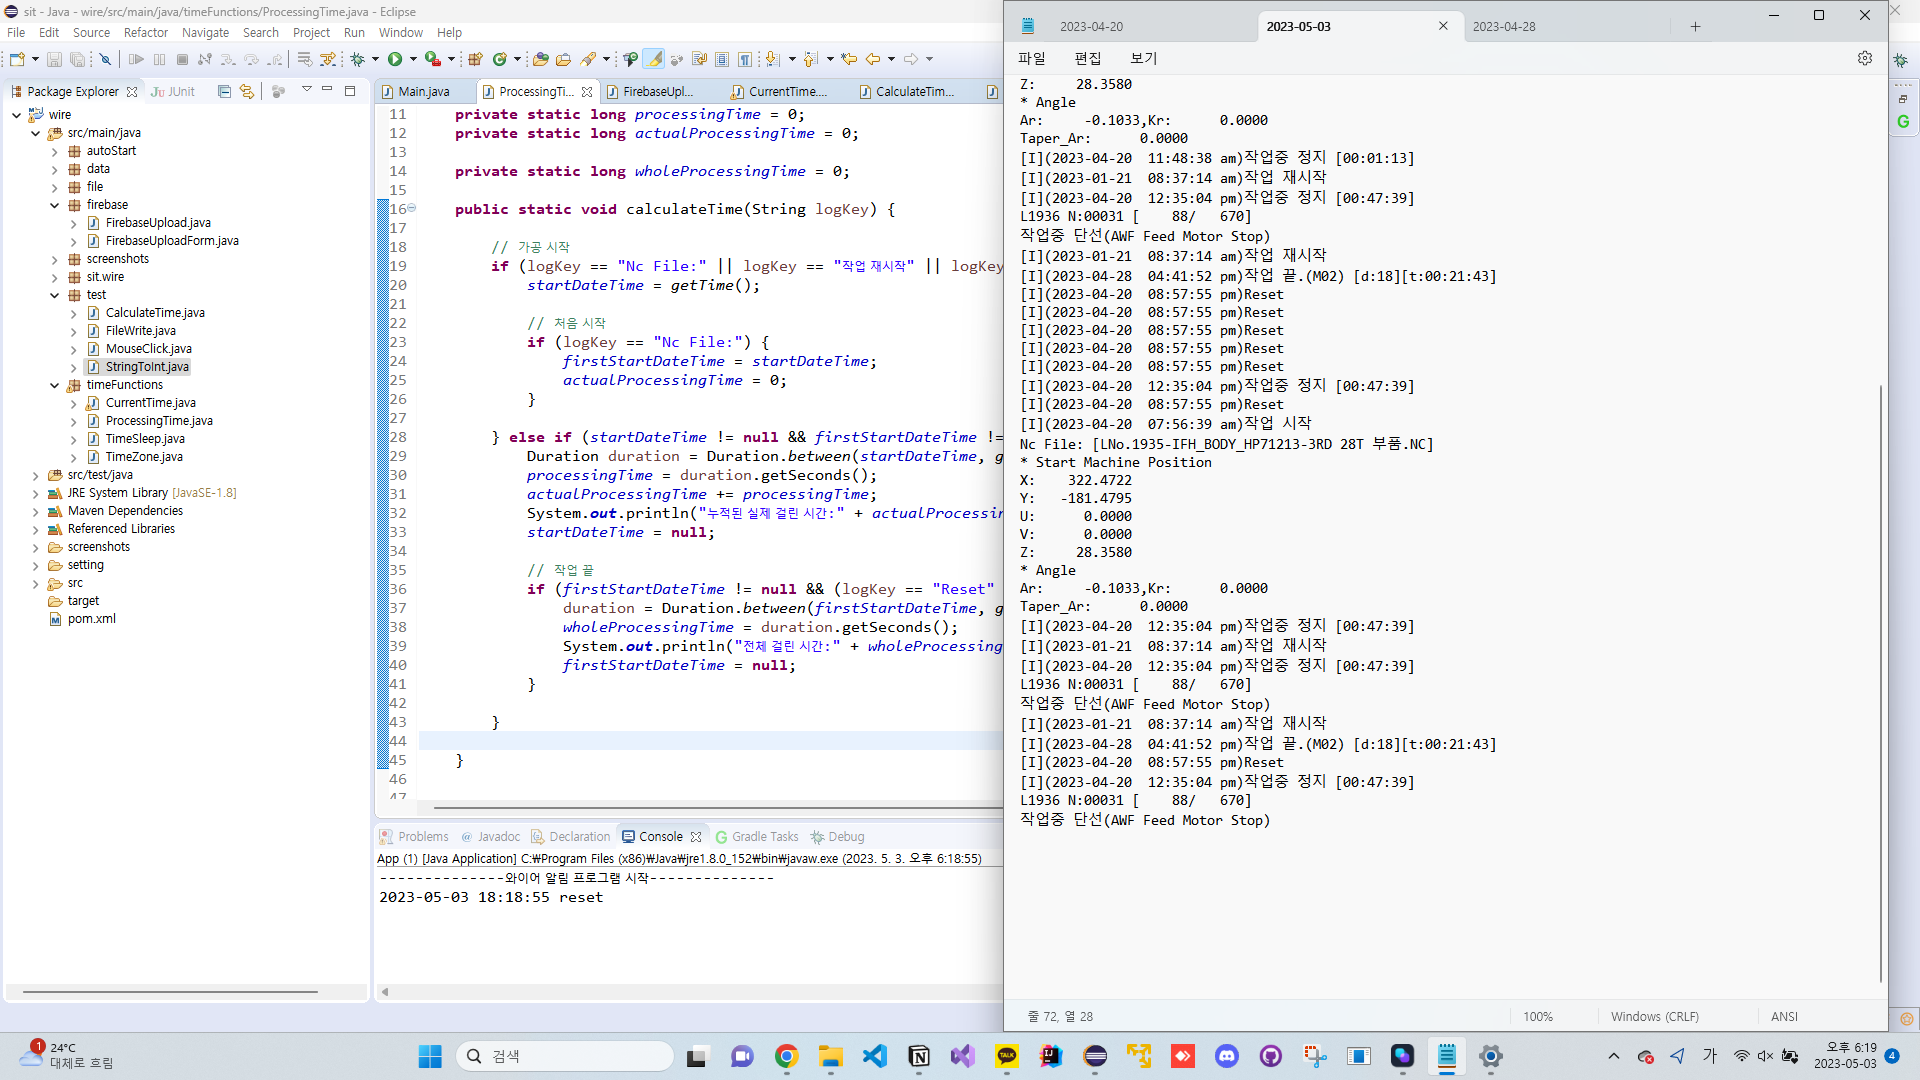 sit - Java - wire/src/main/java/timeFunctions/ProcessingTime.java - Eclipse
File Edit Source Refactor Navigate Search Project Run Window Help
Package Explorer
JUnit
wire
src/main/java
autoStart
data
file
firebase
FirebaseUpload.java
FirebaseUploadForm.java
screenshots
sit.wire
test
CalculateTime.java
FileWrite.java
MouseClick.java
StringToInt.java
timeFunctions
CurrentTime.java
ProcessingTime.java
TimeSleep.java
TimeZone.java
src/test/java
JRE System Library [JavaSE-1.8]
Maven Dependencies
Referenced Libraries
screenshots
setting
src
target
pom.xml
Main.java
ProcessingTi...
FirebaseUpl...
CurrentTime....
CalculateTim...
11 private static long processingTime = 0;
12 private static long actualProcessingTime = 0;
13
14 private static long wholeProcessingTime = 0;
15
16 public static void calculateTime(String logKey) {
17
18 // 가공 시작
19 if (logKey == "Nc File:" || logKey == "작업 재시작" || logKey
20 startDateTime = getTime();
21
22 // 처음 시작
23 if (logKey == "Nc File:") {
24 firstStartDateTime = startDateTime;
25 actualProcessingTime = 0;
26 }
27
28 } else if (startDateTime != null && firstStartDateTime !=
29 Duration duration = Duration.between(startDateTime, g
30 processingTime = duration.getSeconds();
31 actualProcessingTime += processingTime;
32 System.out.println("누적된 실제 걸린 시간:" + actualProcessin
33 startDateTime = null;
34
35 // 작업 끝
36 if (firstStartDateTime != null && (logKey == "Reset"
37 duration = Duration.between(firstStartDateTime, g
38 wholeProcessingTime = duration.getSeconds();
39 System.out.println("전체 걸린 시간:" + wholeProcessing
40 firstStartDateTime = null;
41 }
42
43 }
44
45 }
46
47
Problems
Javadoc
Declaration
Console
Gradle Tasks
Debug
App (1) [Java Application] C:₩Program Files (x86)₩Java₩jre1.8.0_152₩bin₩javaw.exe (2023. 5. 3. 오후 6:18:55)
--------------와이어 알림 프로그램 시작--------------
2023-05-03 18:18:55 reset
2023-04-20
2023-05-03
2023-04-28
파일 편집 보기
Z: 28.3580
* Angle
Ar: -0.1033,Kr: 0.0000
Taper_Ar: 0.0000
[I](2023-04-20 11:48:38 am)작업중 정지 [00:01:13]
[I](2023-01-21 08:37:14 am)작업 재시작
[I](2023-04-20 12:35:04 pm)작업중 정지 [00:47:39]
L1936 N:00031 [ 88/ 670]
작업중 단선(AWF Feed Motor Stop)
[I](2023-01-21 08:37:14 am)작업 재시작
[I](2023-04-28 04:41:52 pm)작업 끝.(M02) [d:18][t:00:21:43]
[I](2023-04-20 08:57:55 pm)Reset
[I](2023-04-20 08:57:55 pm)Reset
[I](2023-04-20 08:57:55 pm)Reset
[I](2023-04-20 08:57:55 pm)Reset
[I](2023-04-20 08:57:55 pm)Reset
[I](2023-04-20 12:35:04 pm)작업중 정지 [00:47:39]
[I](2023-04-20 08:57:55 pm)Reset
[I](2023-04-20 07:56:39 am)작업 시작
Nc File: [LNo.1935-IFH_BODY_HP71213-3RD 28T 부품.NC]
* Start Machine Position
X: 322.4722
Y: -181.4795
U: 0.0000
V: 0.0000
Z: 28.3580
* Angle
Ar: -0.1033,Kr: 0.0000
Taper_Ar: 0.0000
[I](2023-04-20 12:35:04 pm)작업중 정지 [00:47:39]
[I](2023-01-21 08:37:14 am)작업 재시작
[I](2023-04-20 12:35:04 pm)작업중 정지 [00:47:39]
L1936 N:00031 [ 88/ 670]
작업중 단선(AWF Feed Motor Stop)
[I](2023-01-21 08:37:14 am)작업 재시작
[I](2023-04-28 04:41:52 pm)작업 끝.(M02) [d:18][t:00:21:43]
[I](2023-04-20 08:57:55 pm)Reset
[I](2023-04-20 12:35:04 pm)작업중 정지 [00:47:39]
L1936 N:00031 [ 88/ 670]
작업중 단선(AWF Feed Motor Stop)
줄 72, 열 28
100%
Windows (CRLF)
ANSI
1
24°C
대체로 흐림
검색
TALK
가
오후 6:19
2023-05-03
4